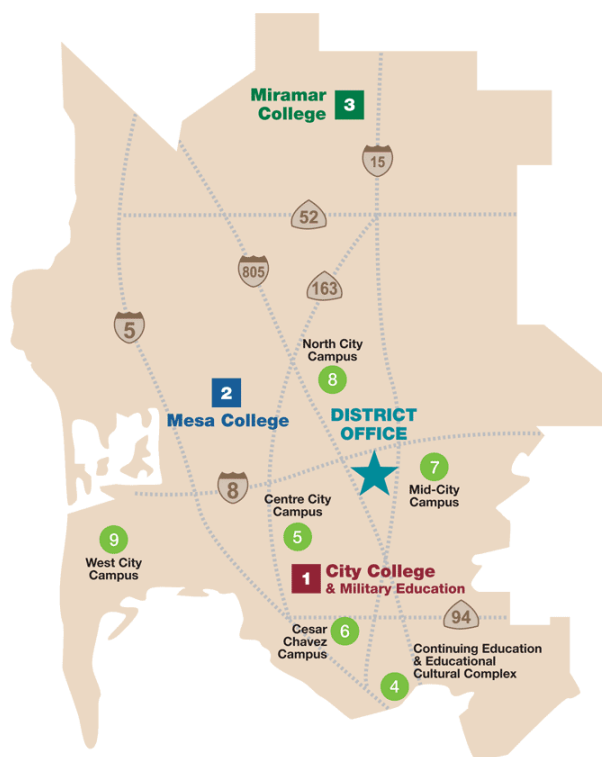 Miramar
College
3
15
52
805
163
5
North City
Campus
8
2
Mesa College
DISTRICT
OFFICE
7
Mid-City
Campus
8
Centre City
Campus
5
9
West City
Campus
1
City College
& Military Education
94
Cesar
Chavez
Campus
6
Continuing Education
& Educational
Cultural Complex
4